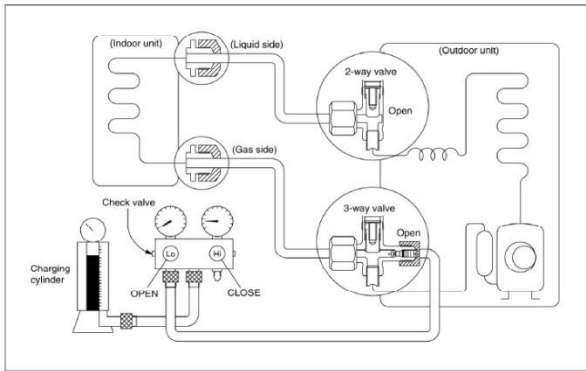 (Indoor unit)
(Liquid side)
(Outdoor unit)
2-way valve
Open
(Gas side)
3-way valve
Open
Check valve
Lo
Hi
Charging
cylinder
OPEN
CLOSE